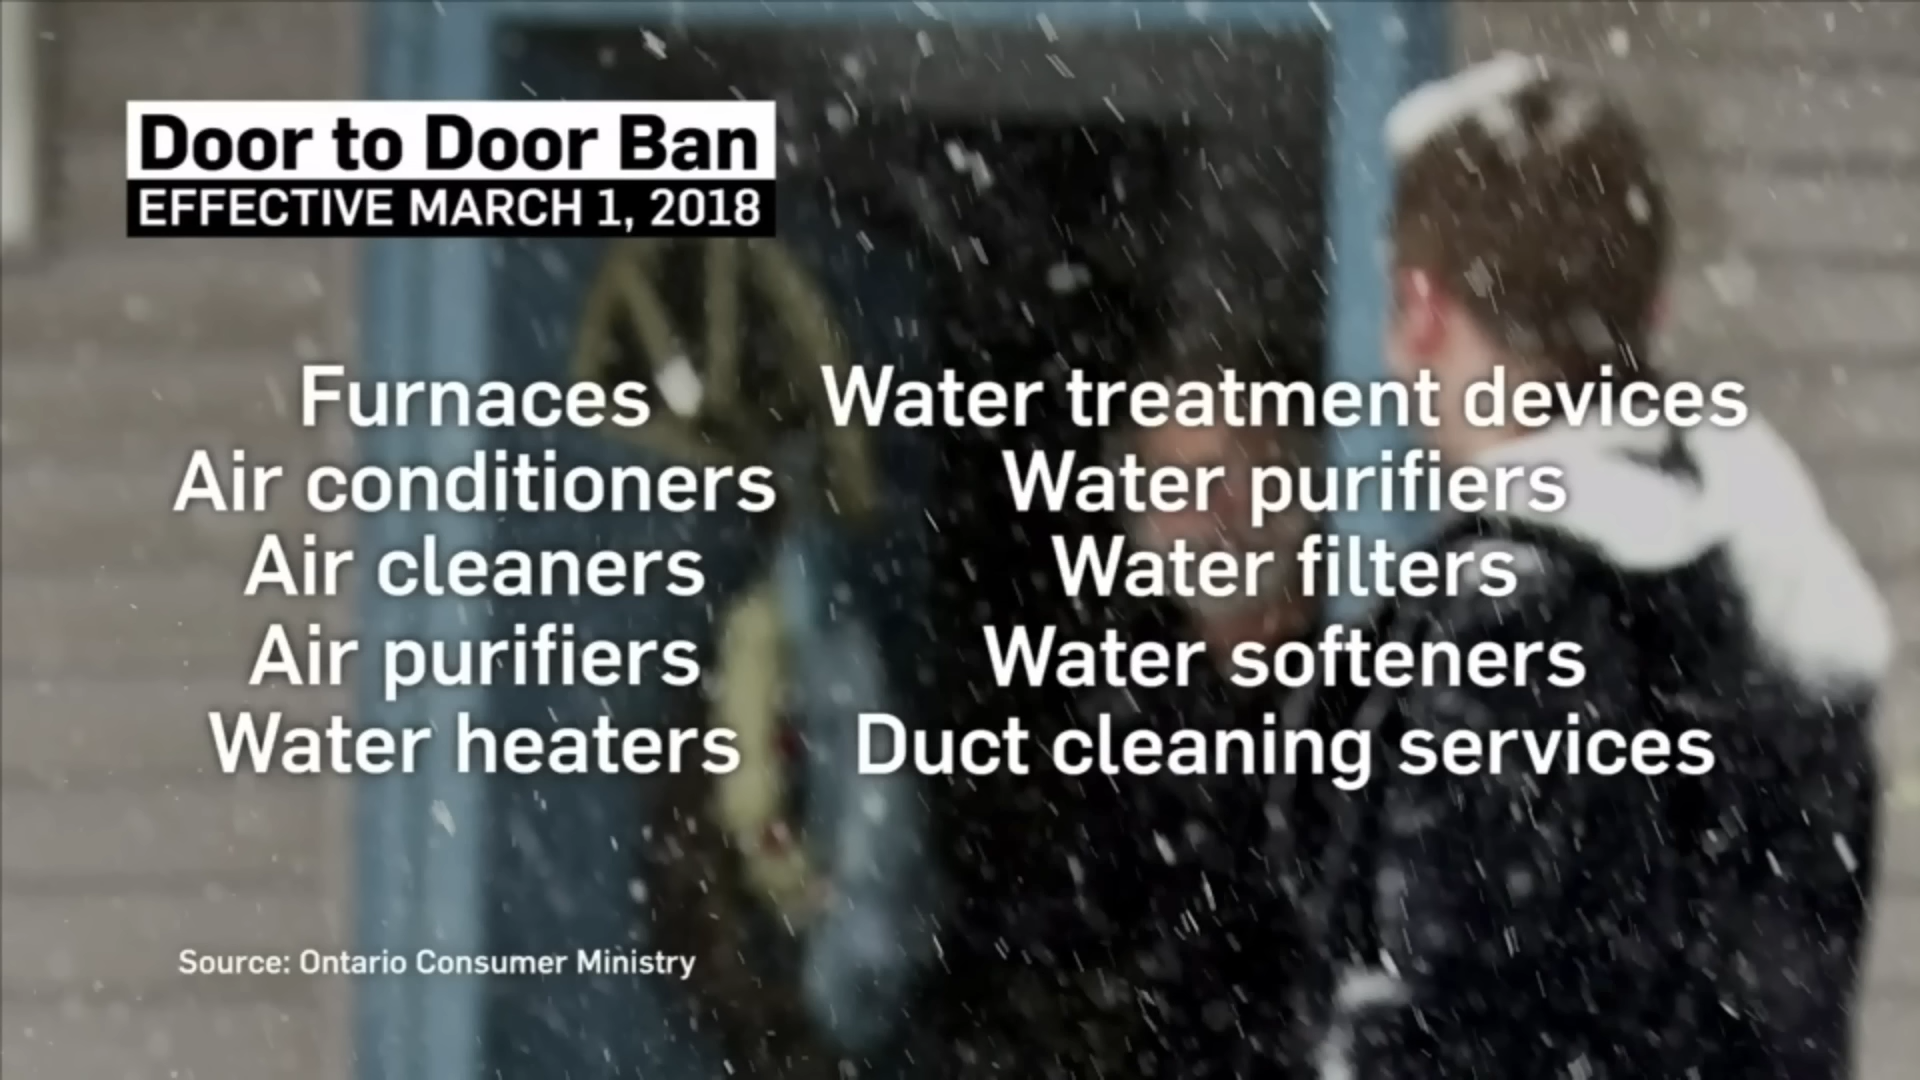 Door to Door Ban
EFFECTIVE MARCH 1, 2018
Furnaces
Air conditioners
Air cleaners
Air purifiers
Water heaters
Water treatment devices
Water purifiers
Water filters
Water softeners
Duct cleaning services
Source: Ontario Consumer Ministry